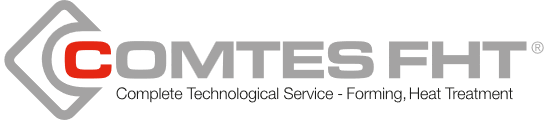 COMTES FHT®
Complete Technological Service - Forming, Heat Treatment